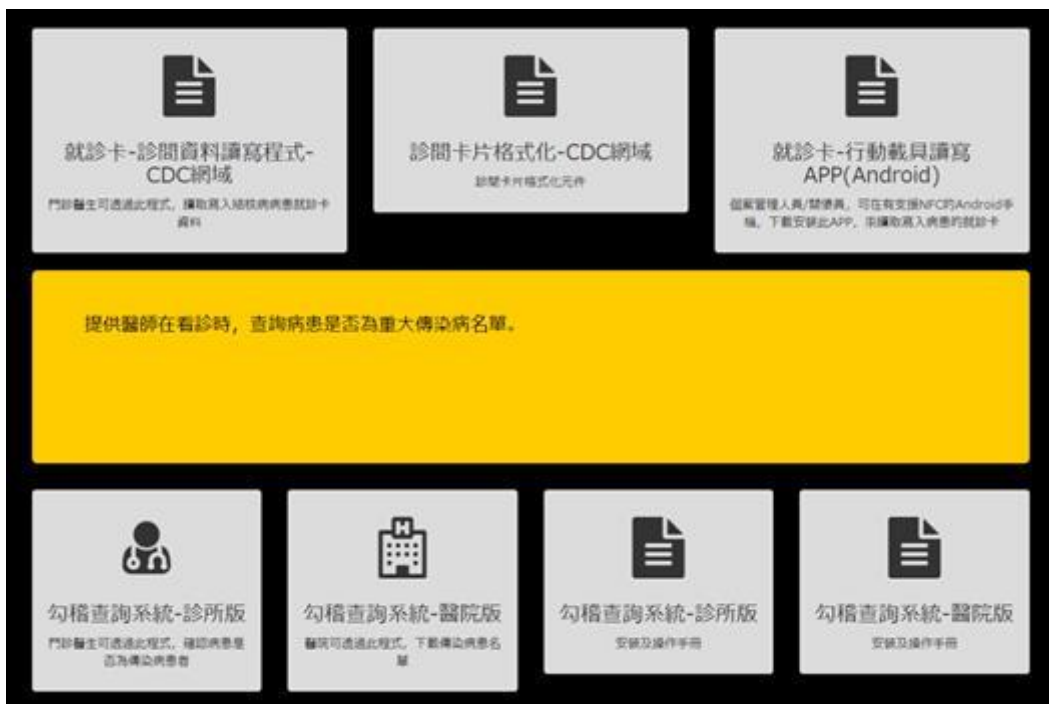 就診卡-診間資料讀寫程式-
CDC網域
門診醫生可透過此程式，讀取寫入結核病病患就診卡
資料
診間卡片格式化-CDC網域
診間卡片格式化元件
就診卡-行動載具讀寫
APP(Android)
個案管理人員/關懷員，可在有支援NFC的Android手
機，下載安裝此APP，來讀取寫入病患的就診卡
提供醫師在看診時，查詢病患是否為重大傳染病名單。
勾稽查詢系統-診所版
門診醫生可透過此程式，確認病患是
否為傳染病患者
勾稽查詢系統-醫院版
醫院可透過此程式，下載傳染病患名
單
勾稽查詢系統-診所版
安裝及操作手冊
勾稽查詢系統-醫院版
安裝及操作手冊